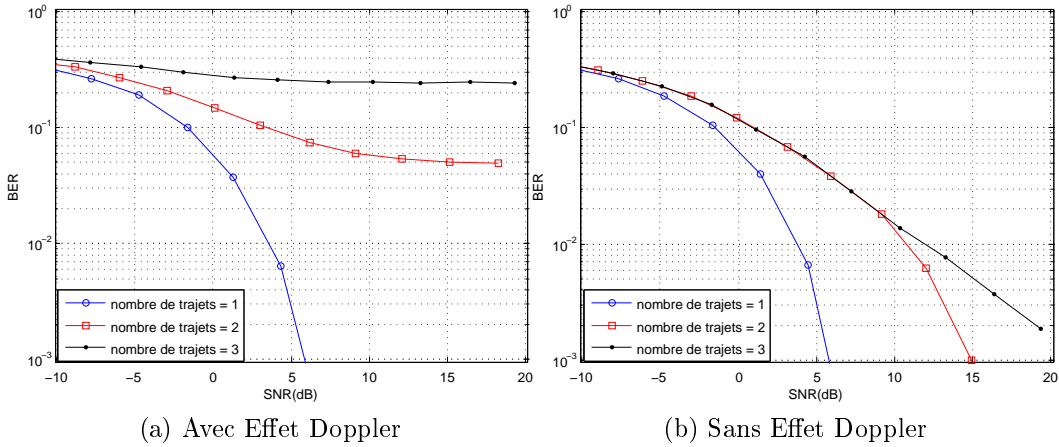 10^0
10^-1
10^-2
10^-3
BER
nombre de trajets = 1
nombre de trajets = 2
nombre de trajets = 3
−10 −5 0 5 10 15 20
SNR(dB)
(a) Avec Effet Doppler
10^0
10^-1
10^-2
10^-3
BER
nombre de trajets = 1
nombre de trajets = 2
nombre de trajets = 3
−10 −5 0 5 10 15 20
SNR(dB)
(b) Sans Effet Doppler